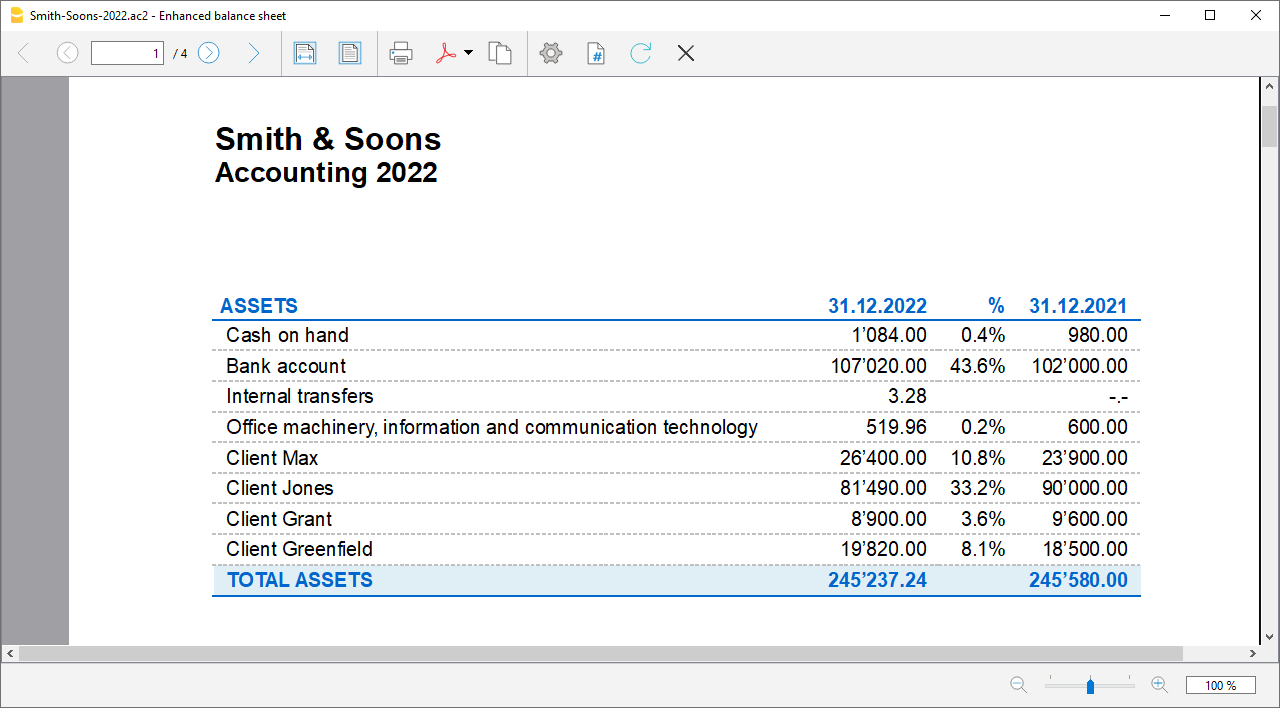 Smith-Soons-2022.ac2 - Enhanced balance sheet
1 / 4
#
Smith & Soons
Accounting 2022
ASSETS 31.12.2022 % 31.12.2021
Cash on hand 1’084.00 0.4% 980.00
Bank account 107’020.00 43.6% 102’000.00
Internal transfers 3.28 -.-
Office machinery, information and communication technology 519.96 0.2% 600.00
Client Max 26’400.00 10.8% 23’900.00
Client Jones 81’490.00 33.2% 90’000.00
Client Grant 8’900.00 3.6% 9’600.00
Client Greenfield 19’820.00 8.1% 18’500.00
TOTAL ASSETS 245’237.24 245’580.00
100 %